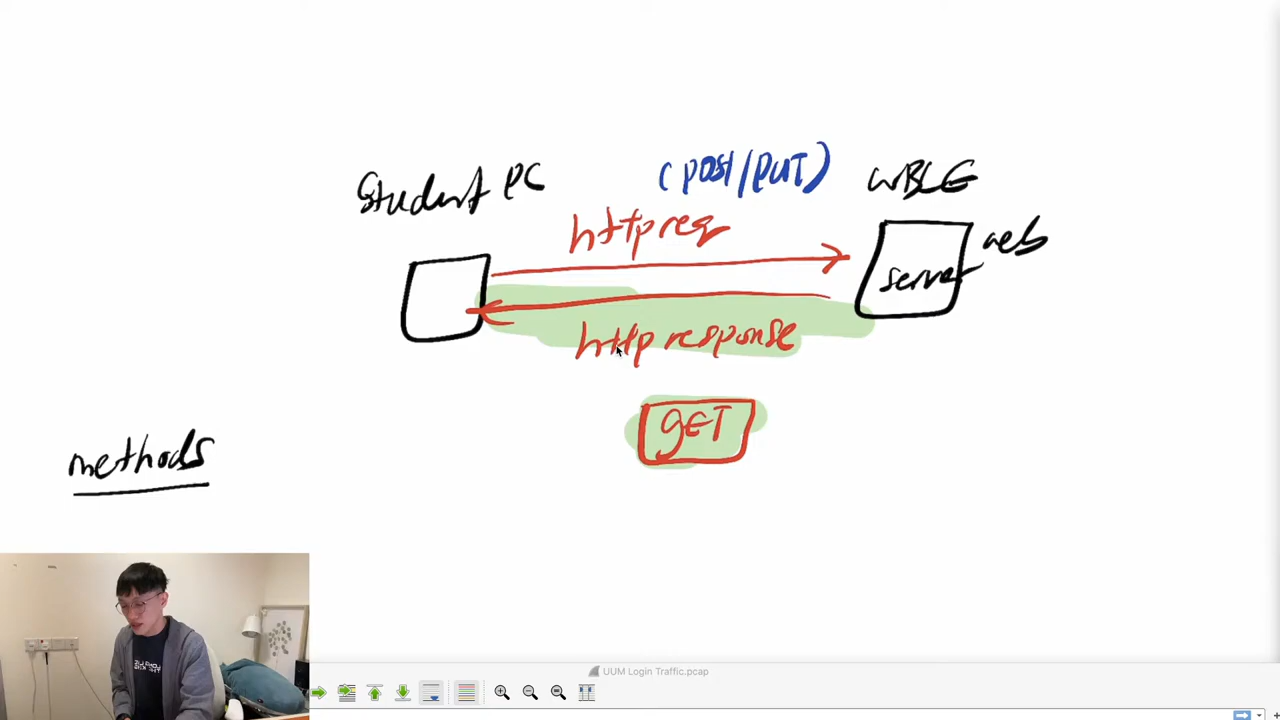 Student PC
(post/PUT)
WBLE
http req
web
server
http response
GET
methods
UUM Login Traffic.pcap